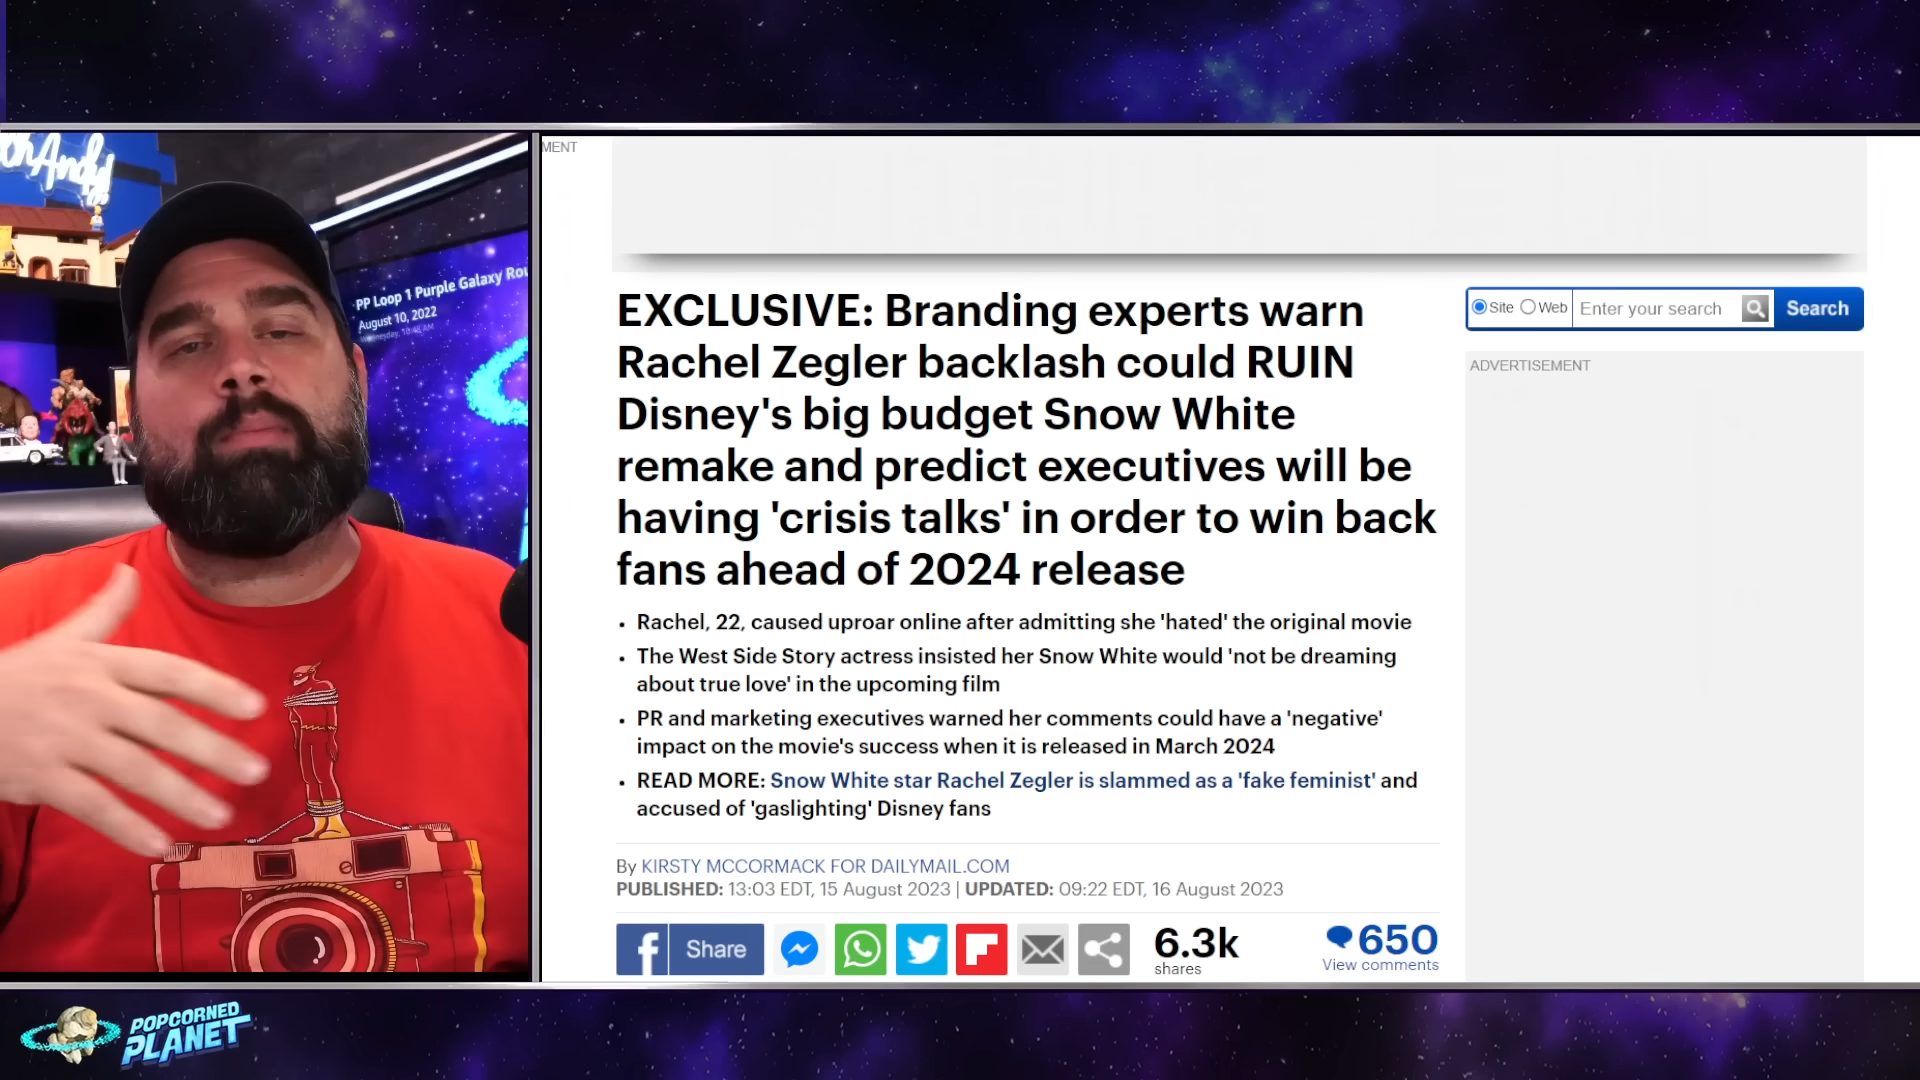 ohAndy!
PP Loop 1 Purple Galaxy Rou
August 10, 2022
Wednesday, 10:48 AM
MENT
EXCLUSIVE: Branding experts warn
Rachel Zegler backlash could RUIN
Disney's big budget Snow White
remake and predict executives will be
having 'crisis talks' in order to win back
fans ahead of 2024 release
• Rachel, 22, caused uproar online after admitting she 'hated' the original movie
• The West Side Story actress insisted her Snow White would 'not be dreaming
about true love' in the upcoming film
• PR and marketing executives warned her comments could have a 'negative'
impact on the movie's success when it is released in March 2024
• READ MORE: Snow White star Rachel Zegler is slammed as a 'fake feminist' and
accused of 'gaslighting' Disney fans
By KIRSTY MCCORMACK FOR DAILYMAIL.COM
PUBLISHED: 13:03 EDT, 15 August 2023 | UPDATED: 09:22 EDT, 16 August 2023
f Share
6.3k
shares
650
View comments
Site Web Enter your search Search
ADVERTISEMENT
POPCORNED
PLANET